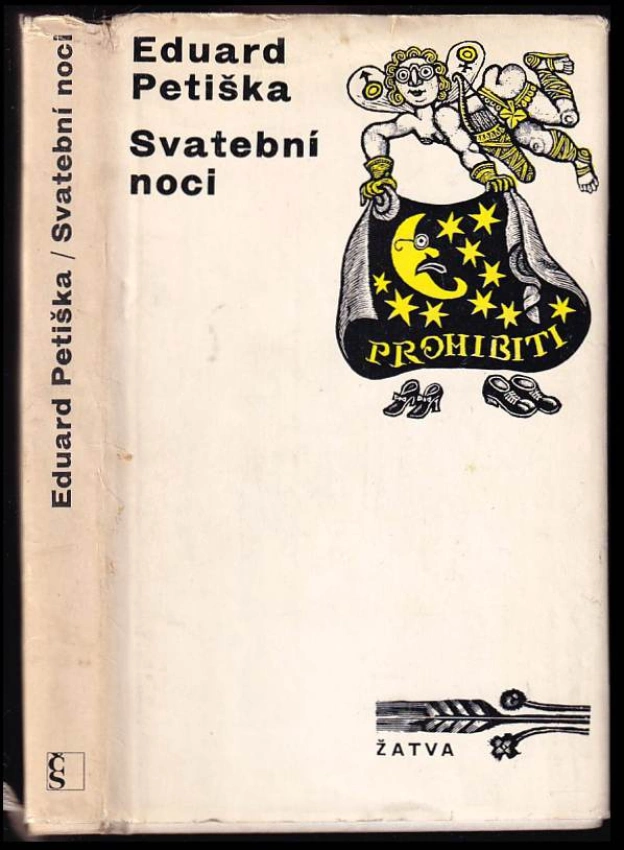 Eduard Petiška / Svatební noci
Eduard
Petiška
Svatební
noci
PROHIBITI
ŽATVA
ČS